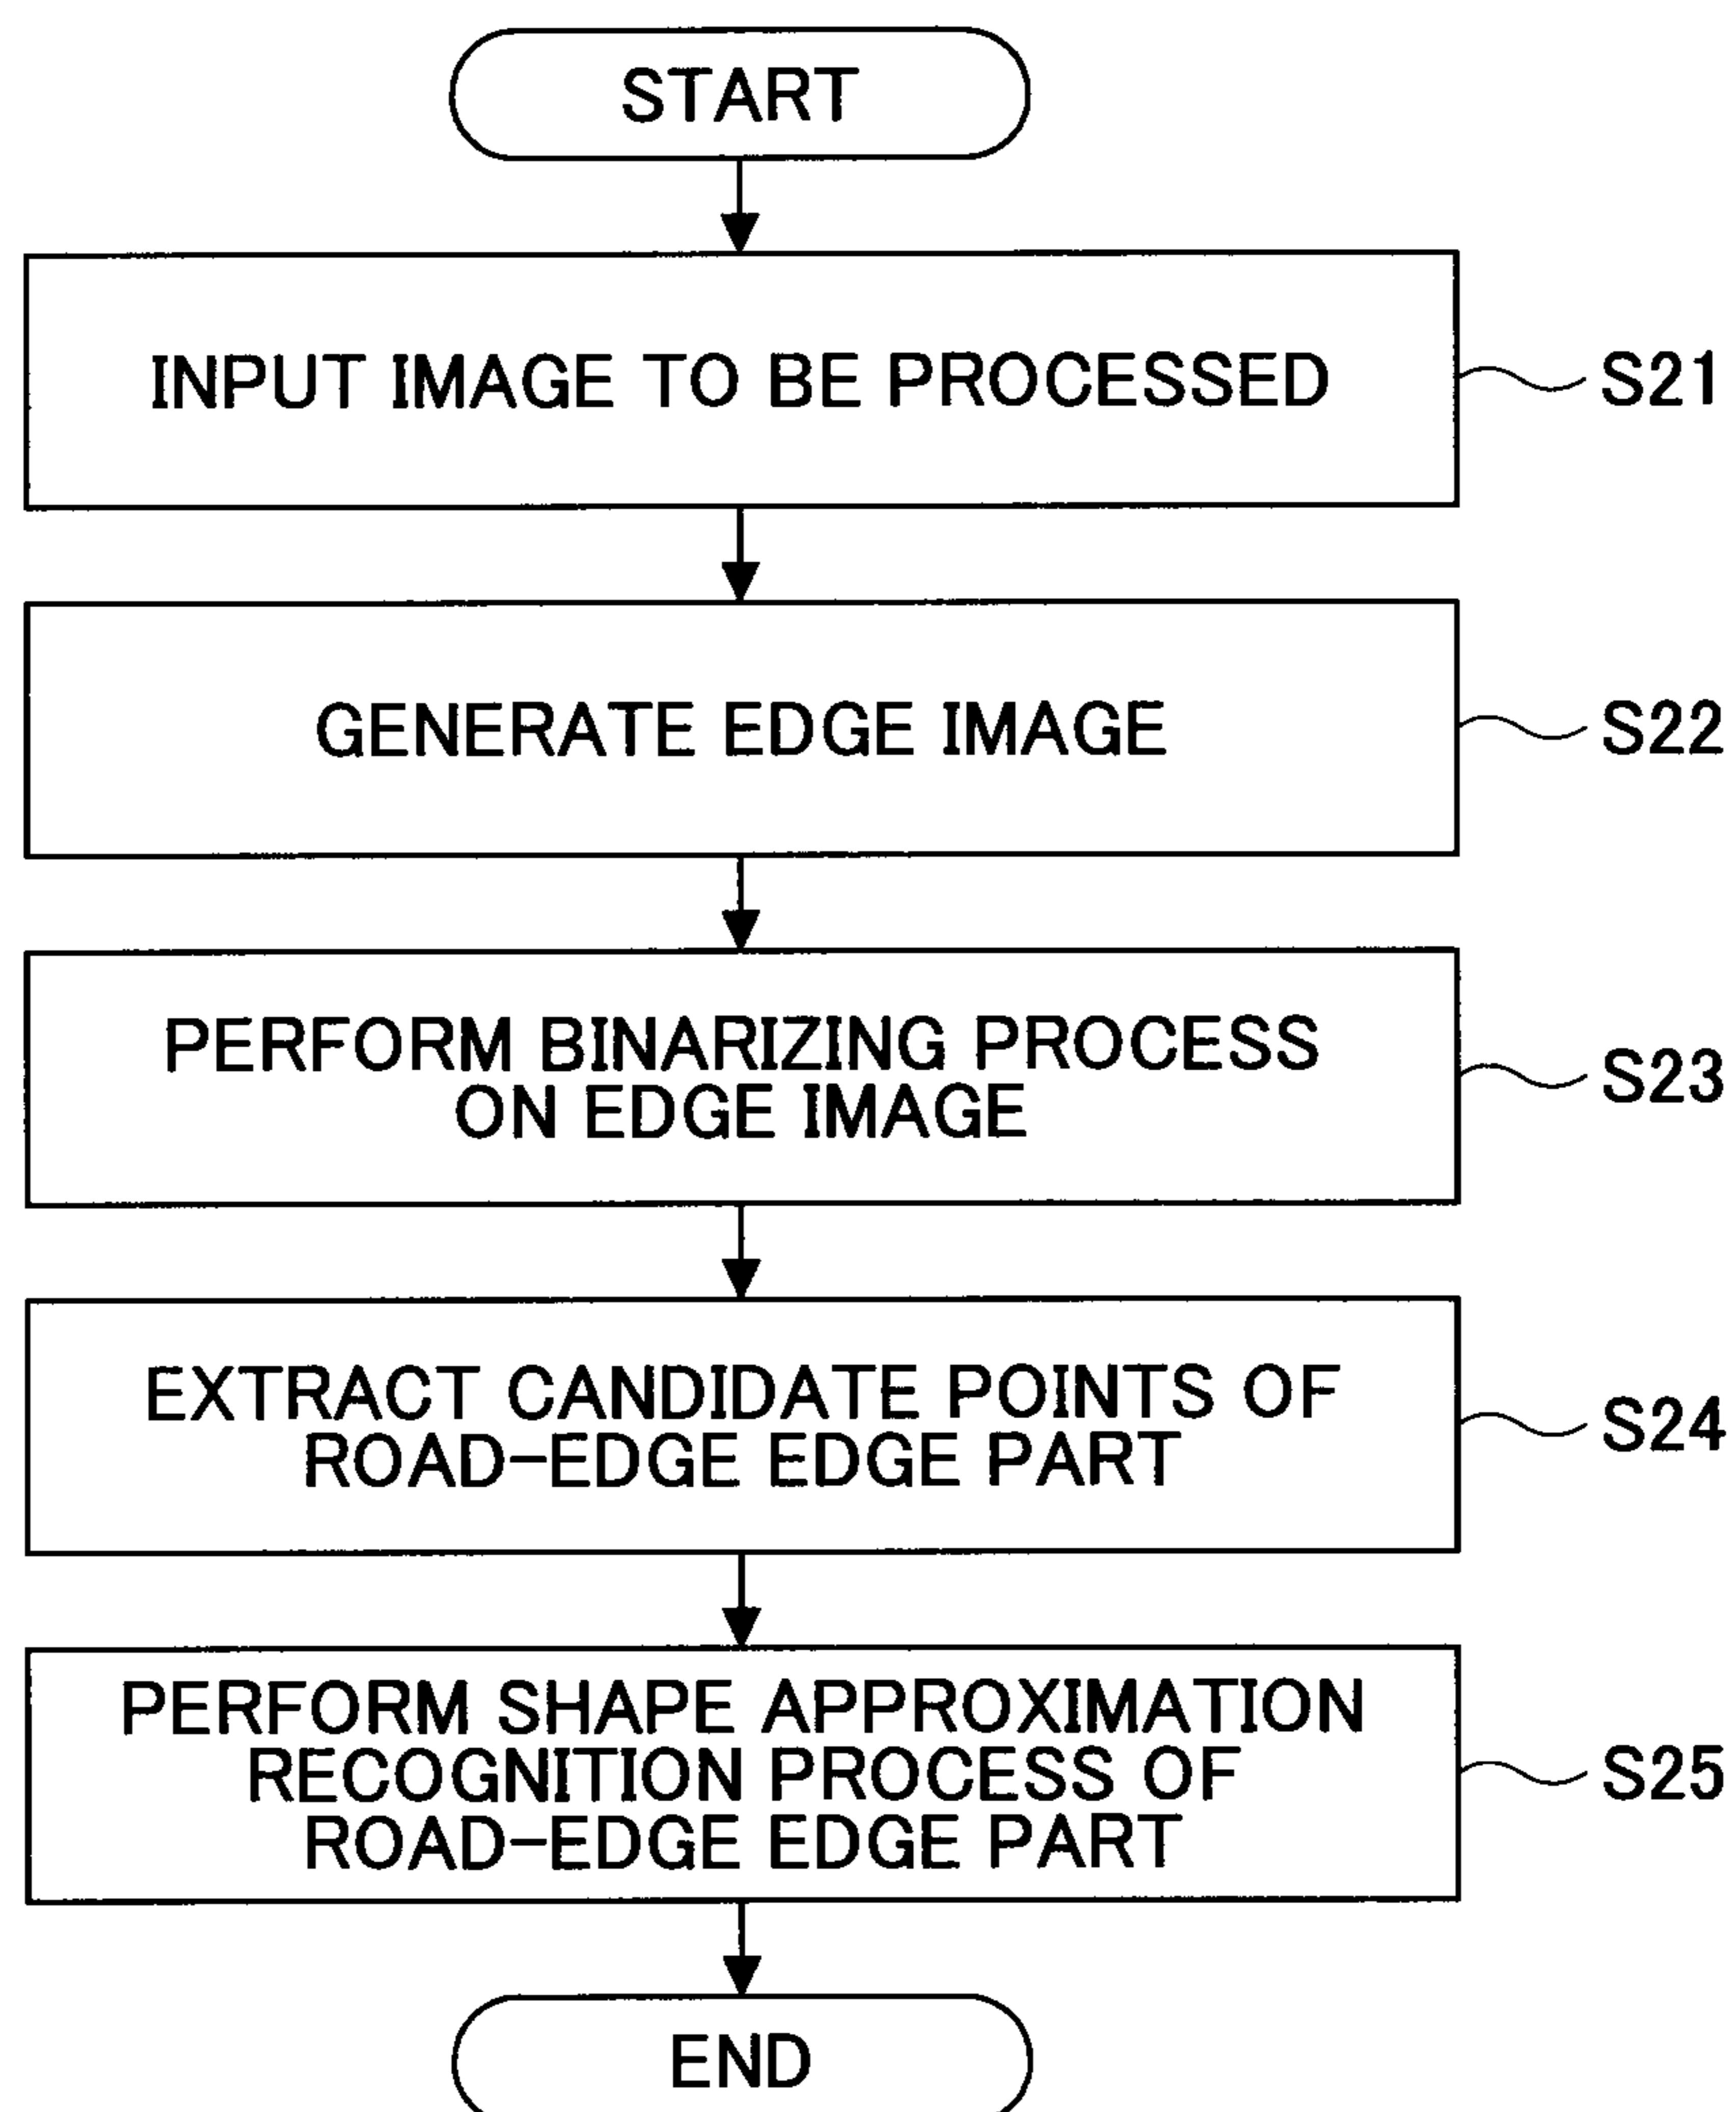 START
INPUT IMAGE TO BE PROCESSED
S21
GENERATE EDGE IMAGE
S22
PERFORM BINARIZING PROCESS
ON EDGE IMAGE
S23
EXTRACT CANDIDATE POINTS OF
ROAD-EDGE EDGE PART
S24
PERFORM SHAPE APPROXIMATION
RECOGNITION PROCESS OF
ROAD-EDGE EDGE PART
S25
END